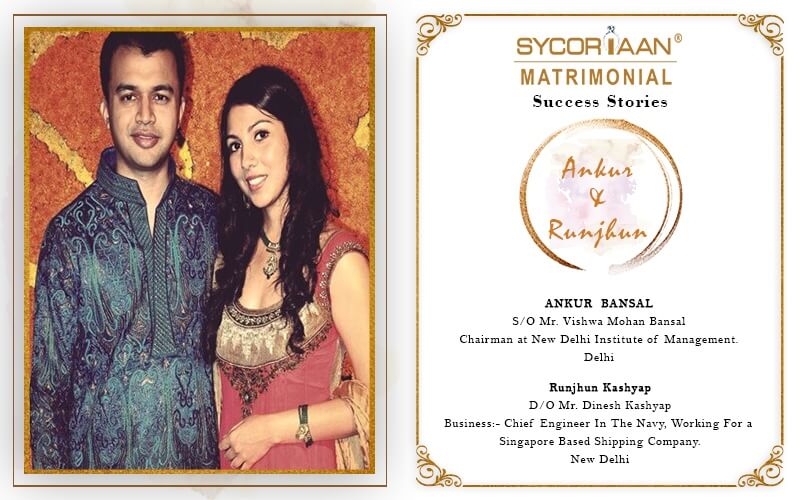 SYCORIAAN®
MATRIMONIAL
Success Stories
Ankur
&
Runjhun
ANKUR BANSAL
S/O Mr. Vishwa Mohan Bansal
Chairman at New Delhi Institute of Management.
Delhi
Runjhun Kashyap
D/O Mr. Dinesh Kashyap
Business:- Chief Engineer In The Navy, Working For a
Singapore Based Shipping Company.
New Delhi